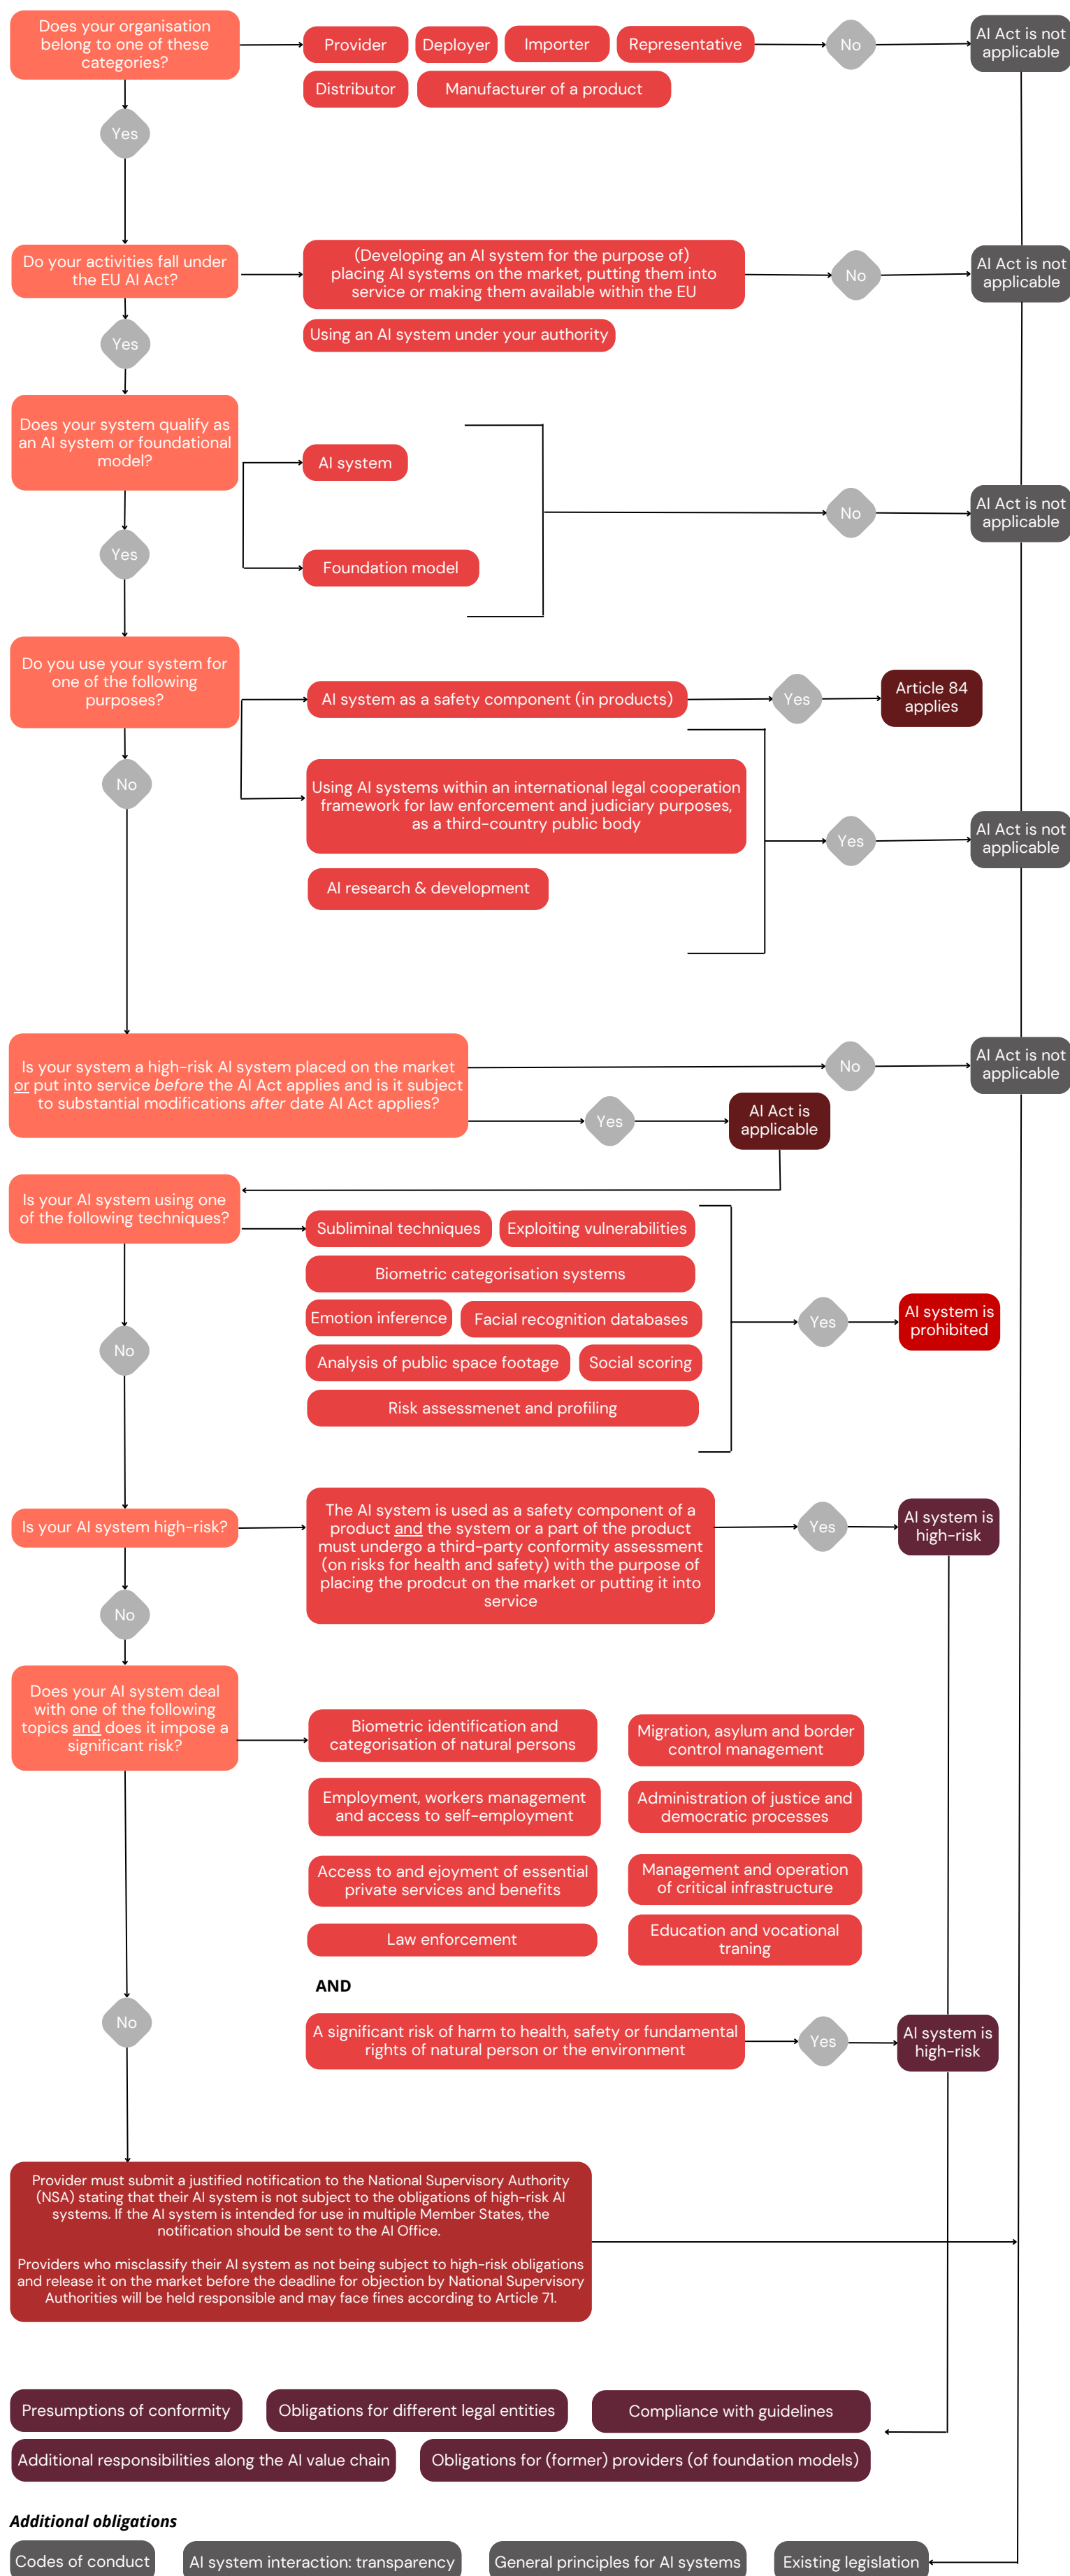 Does your organisation
belong to one of these
categories?
Provider
Deployer
Importer
Representative
No
AI Act is not
applicable
Distributor
Manufacturer of a product
Yes
Do your activities fall under
the EU AI Act?
(Developing an AI system for the purpose of)
placing AI systems on the market, putting them into
service or making them available within the EU
No
AI Act is not
applicable
Using an AI system under your authority
Yes
Does your system qualify as
an AI system or foundational
model?
AI system
No
AI Act is not
applicable
Yes
Foundation model
Do you use your system for
one of the following
purposes?
AI system as a safety component (in products)
Yes
Article 84
applies
No
Using AI systems within an international legal cooperation
framework for law enforcement and judiciary purposes,
as a third-country public body
Yes
AI Act is not
applicable
AI research & development
Is your system a high-risk AI system placed on the market
or put into service before the AI Act applies and is it subject
to substantial modifications after date AI Act applies?
No
AI Act is not
applicable
Yes
AI Act is
applicable
Is your AI system using one
of the following techniques?
Subliminal techniques
Exploiting vulnerabilities
Biometric categorisation systems
Emotion inference
Facial recognition databases
Yes
AI system is
prohibited
No
Analysis of public space footage
Social scoring
Risk assessmenet and profiling
Is your AI system high-risk?
The AI system is used as a safety component of a
product and the system or a part of the product
must undergo a third-party conformity assessment
(on risks for health and safety) with the purpose of
placing the prodcut on the market or putting it into
service
Yes
AI system is
high-risk
No
Does your AI system deal
with one of the following
topics and does it impose a
significant risk?
Biometric identification and
categorisation of natural persons
Migration, asylum and border
control management
Employment, workers management
and access to self-employment
Administration of justice and
democratic processes
Access to and ejoyment of essential
private services and benefits
Management and operation
of critical infrastructure
Law enforcement
Education and vocational
traning
AND
No
A significant risk of harm to health, safety or fundamental
rights of natural person or the environment
Yes
AI system is
high-risk
Provider must submit a justified notification to the National Supervisory Authority
(NSA) stating that their AI system is not subject to the obligations of high-risk AI
systems. If the AI system is intended for use in multiple Member States, the
notification should be sent to the AI Office.
Providers who misclassify their AI system as not being subject to high-risk obligations
and release it on the market before the deadline for objection by National Supervisory
Authorities will be held responsible and may face fines according to Article 71.
Presumptions of conformity
Obligations for different legal entities
Compliance with guidelines
Additional responsibilities along the AI value chain
Obligations for (former) providers (of foundation models)
Additional obligations
Codes of conduct
AI system interaction: transparency
General principles for AI systems
Existing legislation